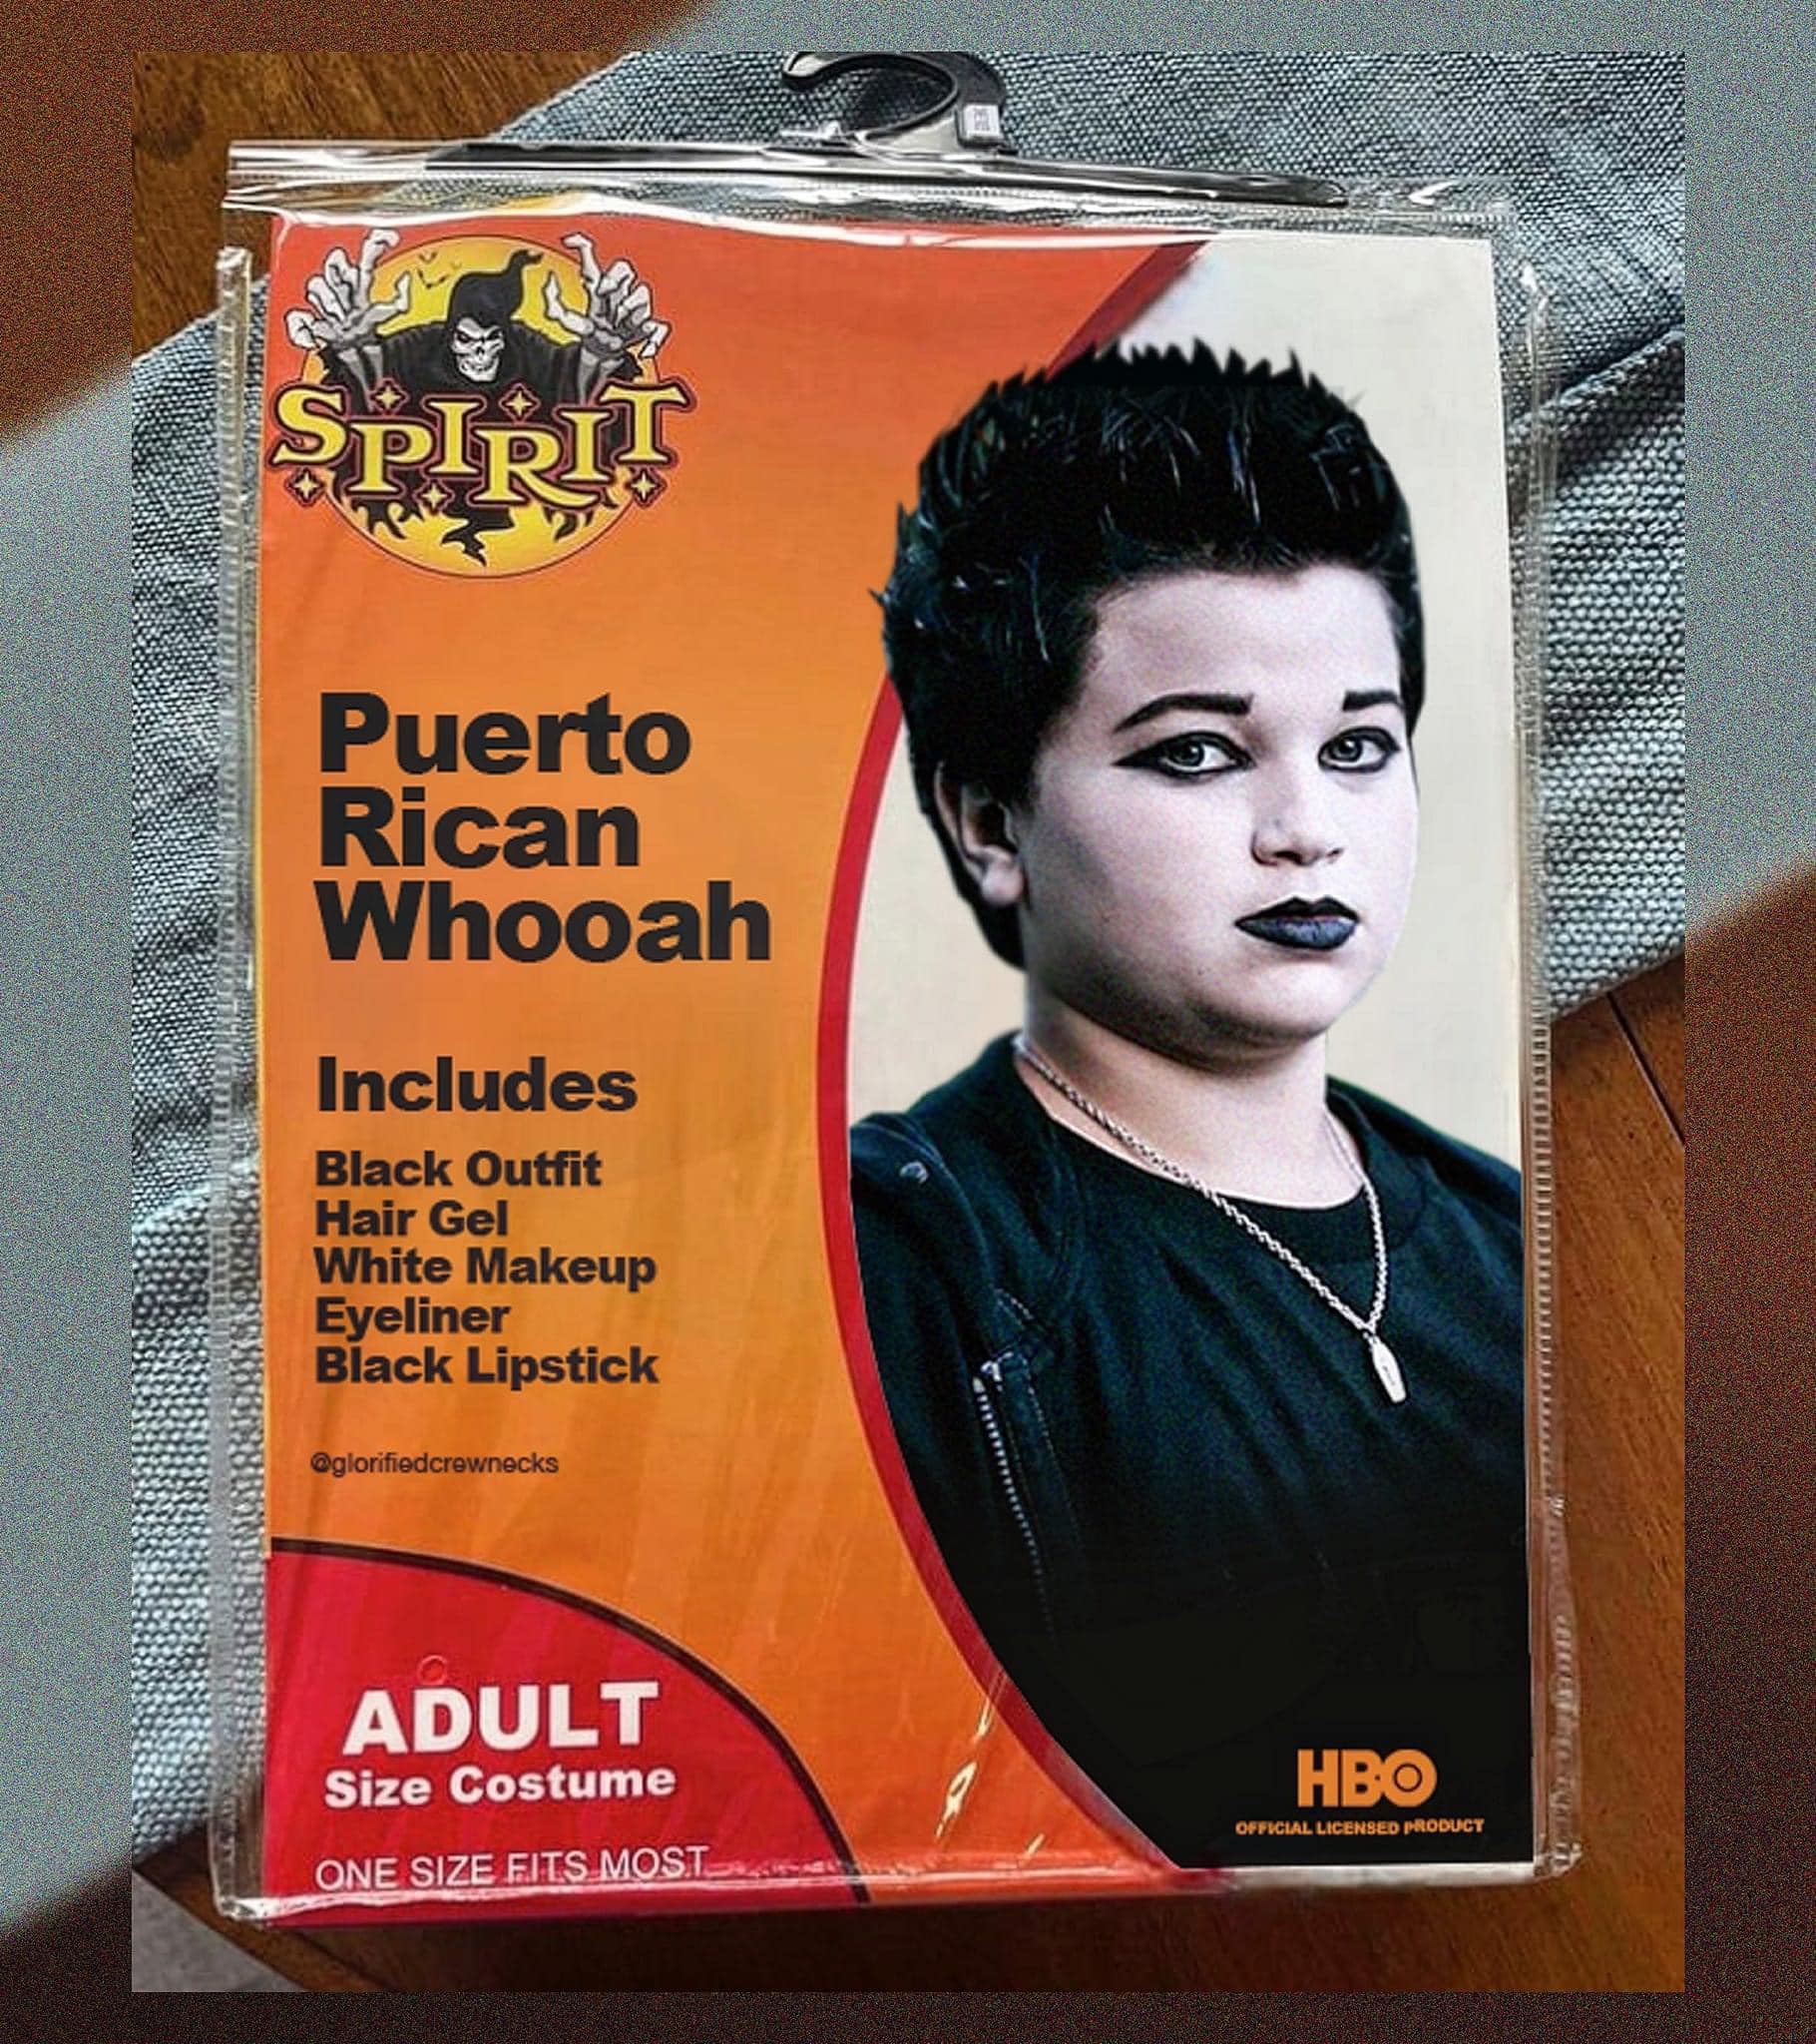 SPIRIT
Puerto
Rican
Whooah
Includes
Black Outfit
Hair Gel
White Makeup
Eyeliner
Black Lipstick
@glorifiedcrewnecks
ADULT
Size Costume
ONE SIZE FITS MOST
HBO
OFFICIAL LICENSED PRODUCT